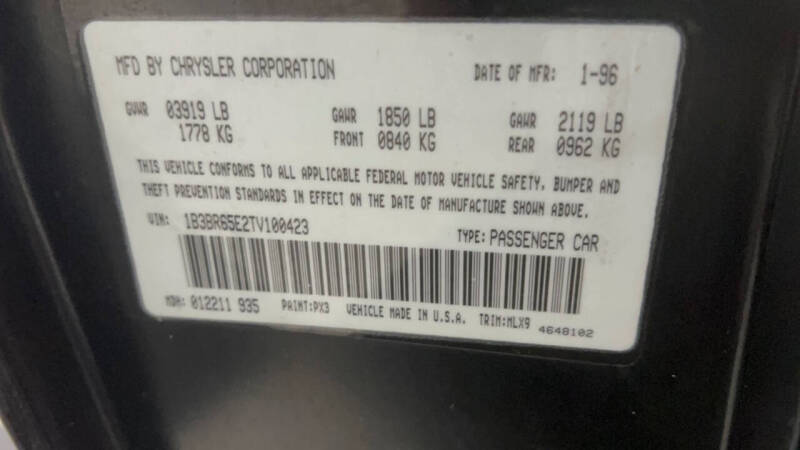 MFD BY CHRYSLER CORPORATION DATE OF MFR: 1-96
GVWR 03919 LB GAWR 1850 LB GAWR 2119 LB
1778 KG FRONT 0840 KG REAR 0962 KG
THIS VEHICLE CONFORMS TO ALL APPLICABLE FEDERAL MOTOR VEHICLE SAFETY, BUMPER AND
THEFT PREVENTION STANDARDS IN EFFECT ON THE DATE OF MANUFACTURE SHOWN ABOVE.
VIN: 1B3BR65E2TV100423 TYPE: PASSENGER CAR
MDH: 012211 935 PAINT:PX3 VEHICLE MADE IN U.S.A. TRIM:MLX9 4648102